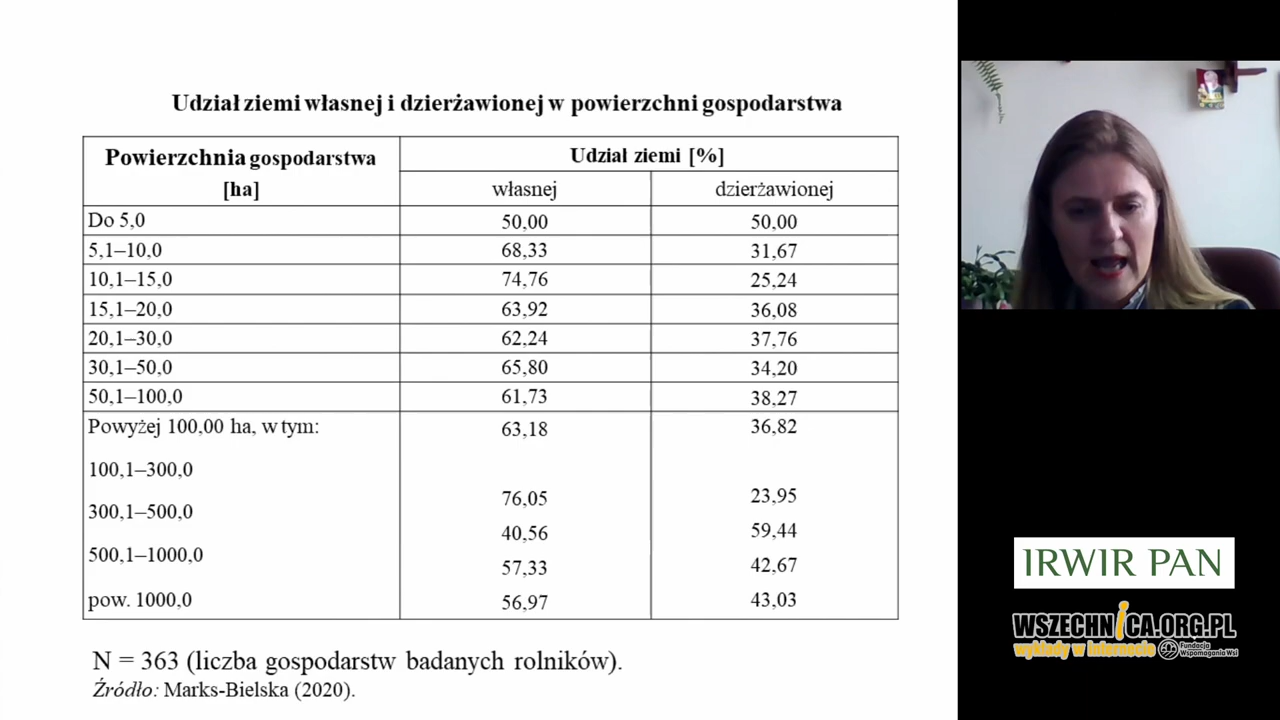 Udział ziemi własnej i dzierżawionej w powierzchni gospodarstwa
Powierzchnia gospodarstwa [ha]
Udział ziemi [%]
własnej dzierżawionej
Do 5,0 50,00 50,00
5,1–10,0 68,33 31,67
10,1–15,0 74,76 25,24
15,1–20,0 63,92 36,08
20,1–30,0 62,24 37,76
30,1–50,0 65,80 34,20
50,1–100,0 61,73 38,27
Powyżej 100,00 ha, w tym: 63,18 36,82
100,1–300,0 76,05 23,95
300,1–500,0 40,56 59,44
500,1–1000,0 57,33 42,67
pow. 1000,0 56,97 43,03
N = 363 (liczba gospodarstw badanych rolników).
Źródło: Marks-Bielska (2020).
IRWIR PAN
WSZECHNICA.ORG.PL
wykłady w internecie
Fundacja
Wspomagania Wsi